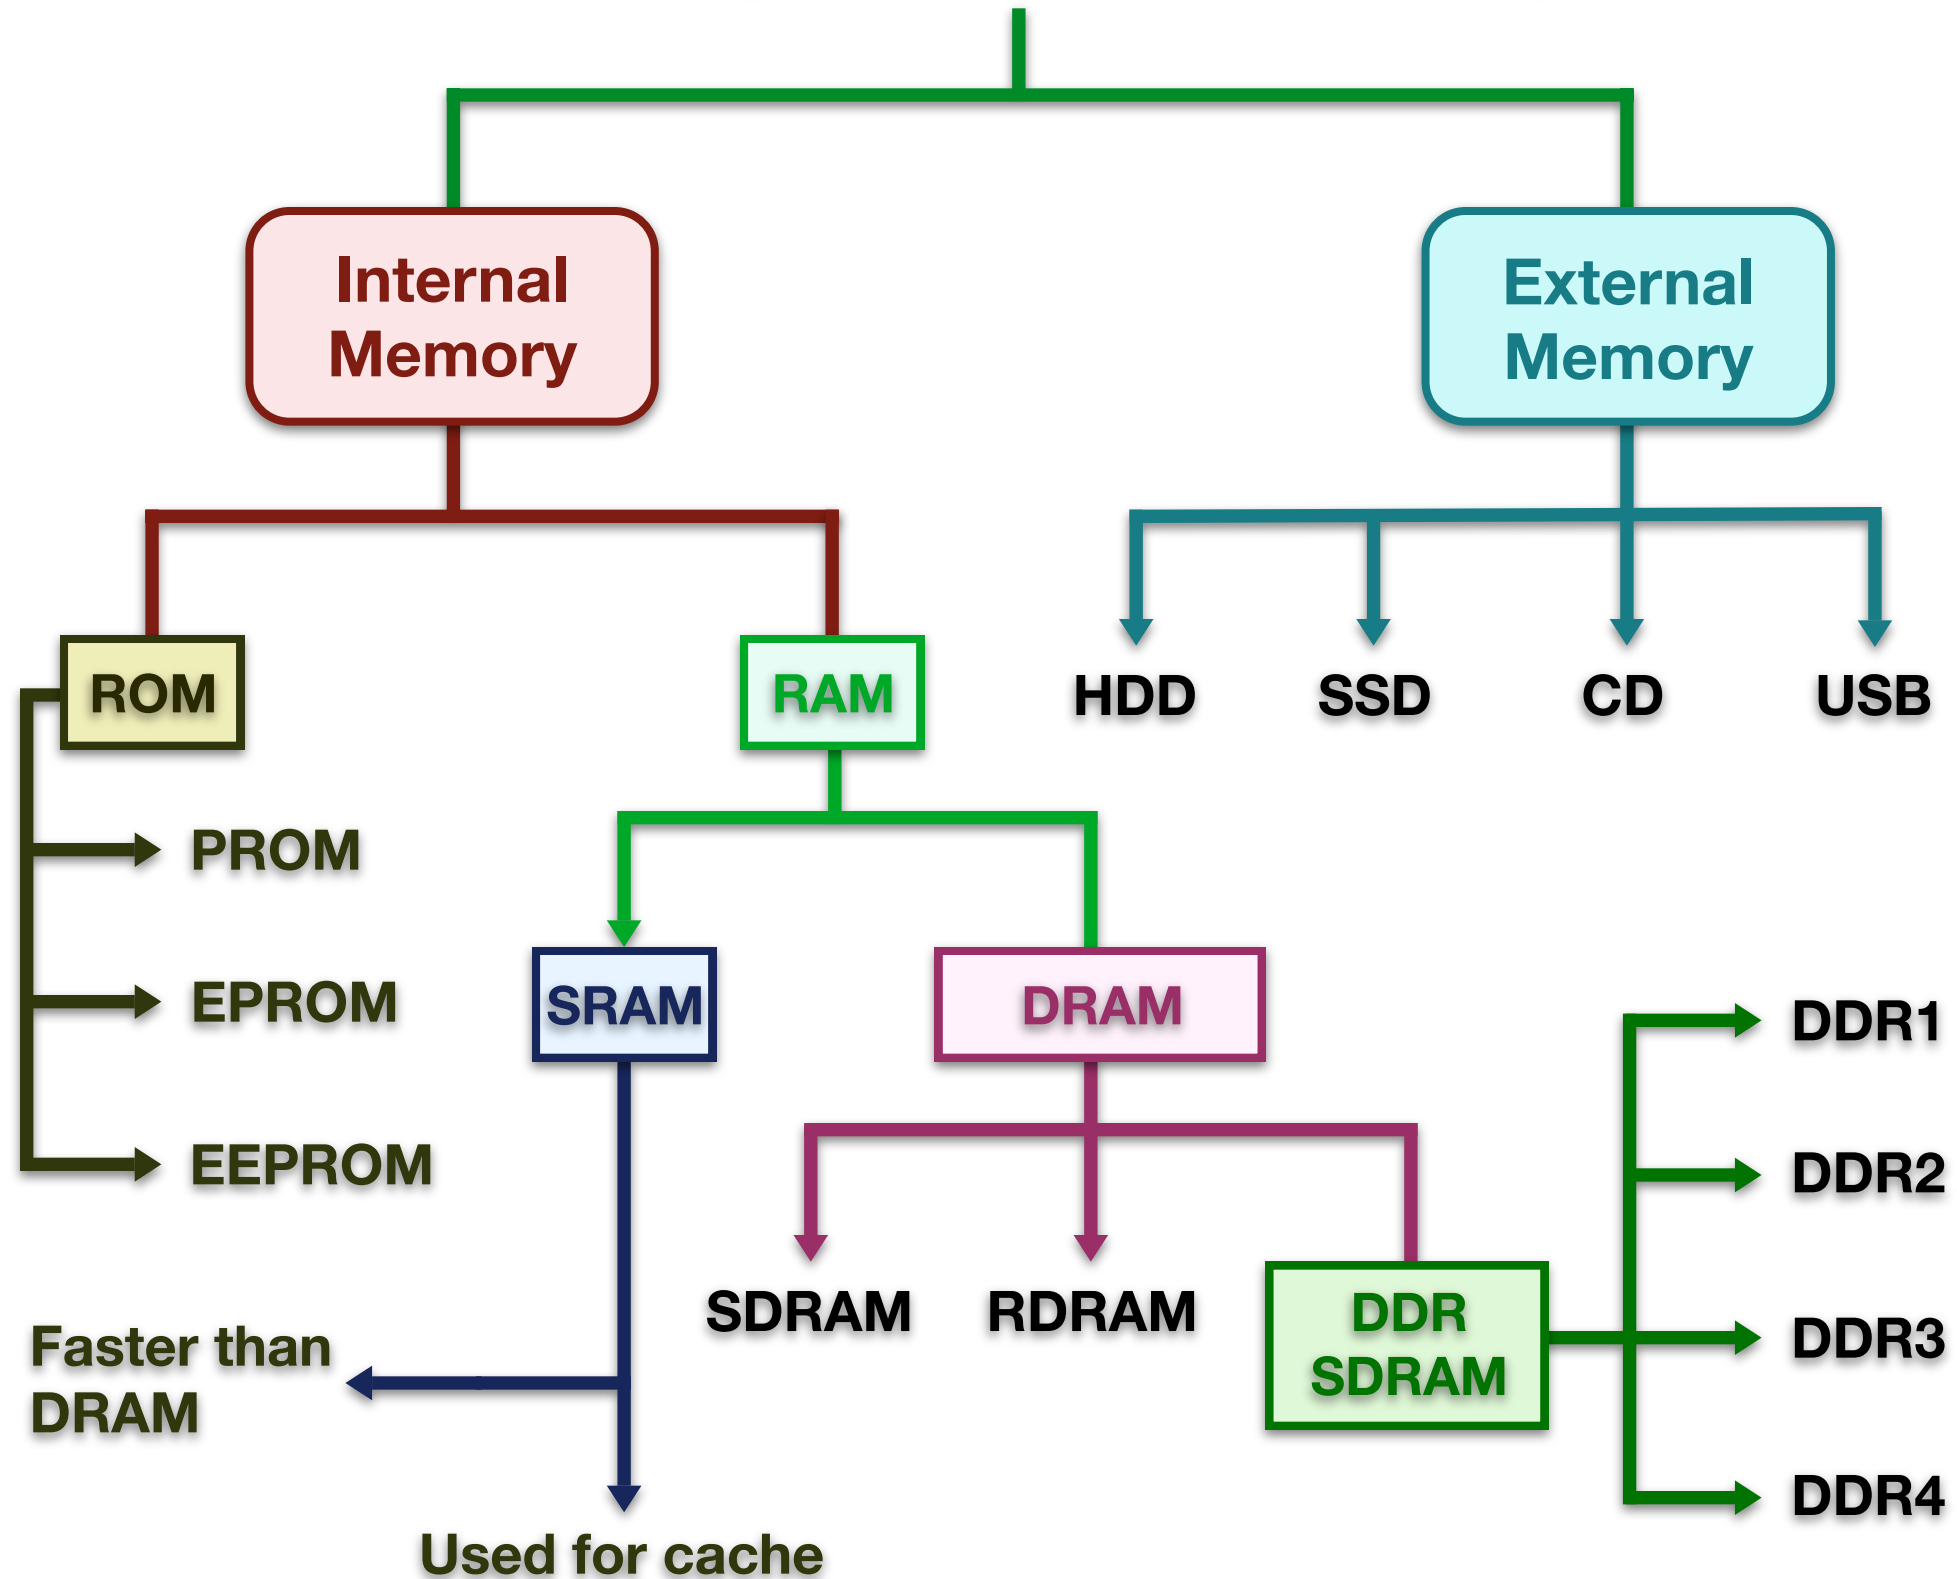 Internal
Memory
External
Memory
ROM
RAM
HDD
SSD
CD
USB
PROM
EPROM
EEPROM
SRAM
DRAM
DDR1
DDR2
DDR3
DDR4
SDRAM
RDRAM
DDR
SDRAM
Faster than
DRAM
Used for cache